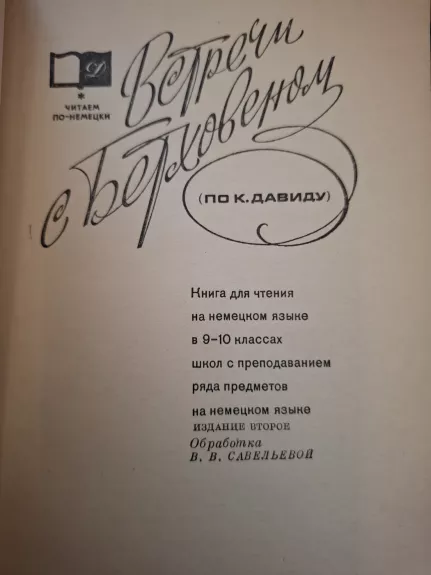 Д
ЧИТАЕМ
ПО-НЕМЕЦКИ
Встречи
с Бетховеном
(ПО К. ДАВИДУ)
Книга для чтения
на немецком языке
в 9–10 классах
школ с преподаванием
ряда предметов
на немецком языке
ИЗДАНИЕ ВТОРОЕ
Обработка
В. В. САВЕЛЬЕВОЙ